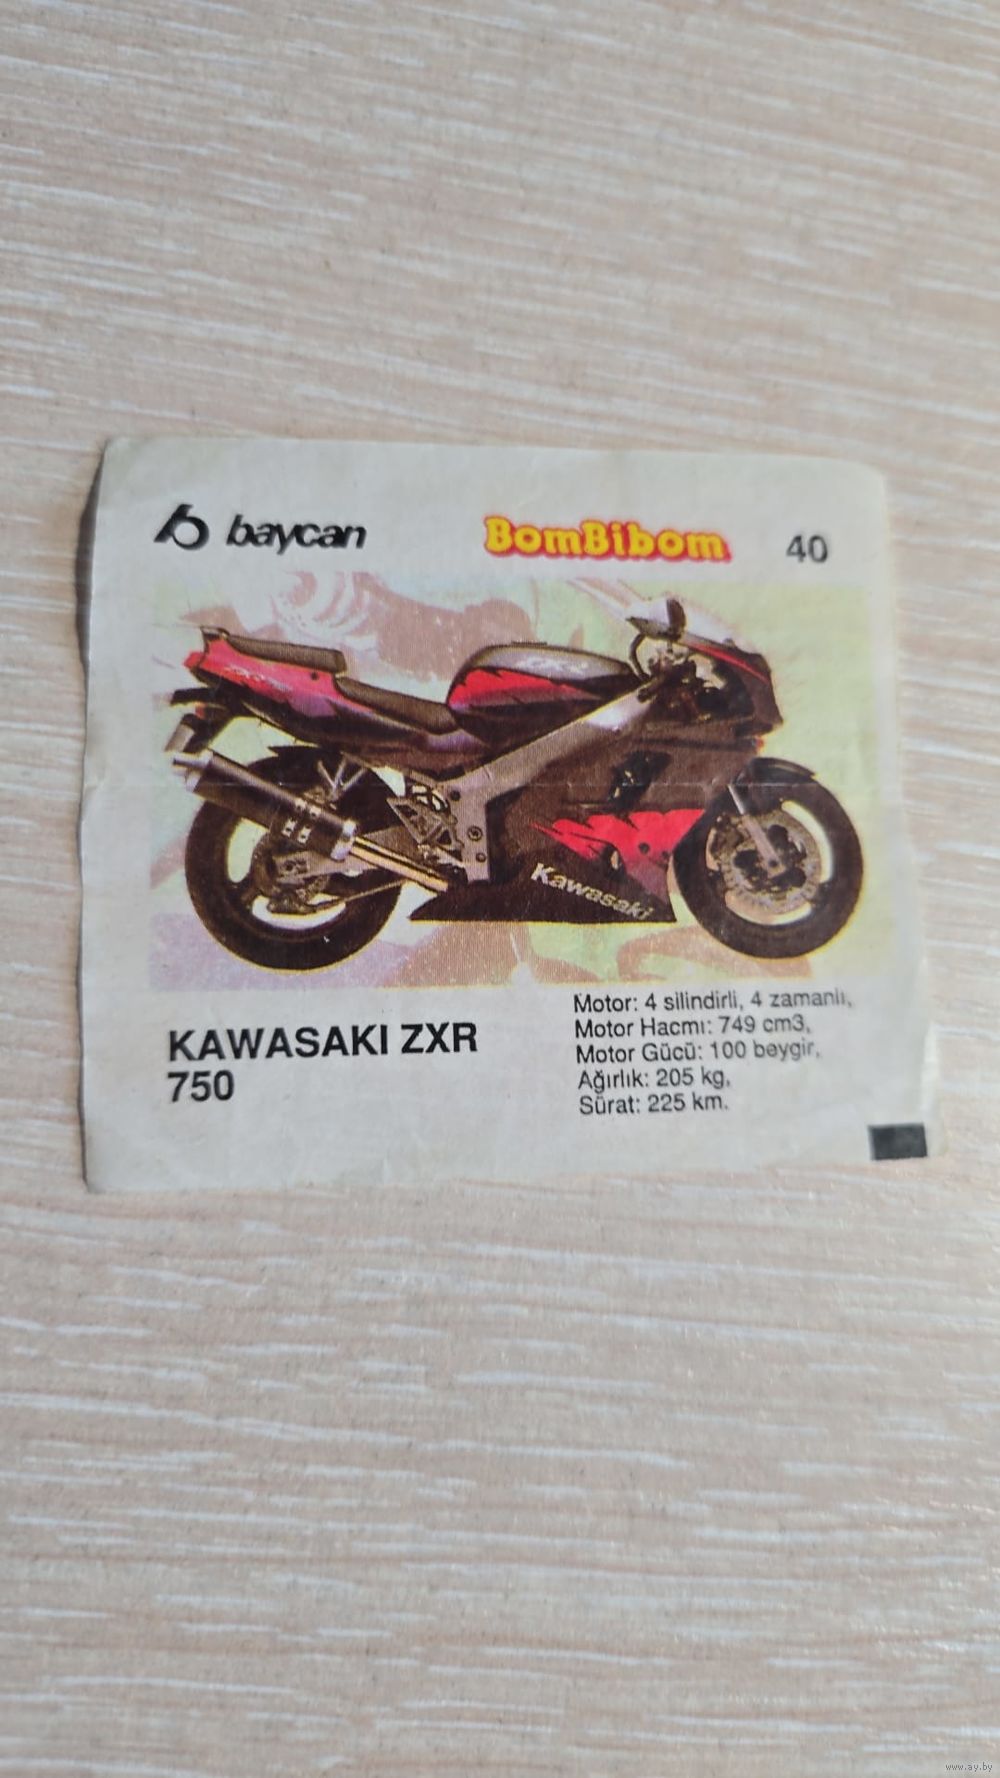 baycan
BomBibom
40
Kawasaki
KAWASAKI ZXR
750
Motor: 4 silindirli, 4 zamanlı,
Motor Hacmı: 749 cm3,
Motor Gücü: 100 beygir,
Ağırlık: 205 kg,
Sürat: 225 km.
www.ay.by